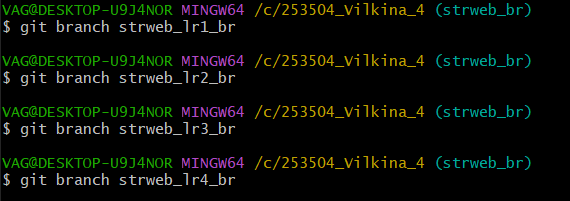 VAG@DESKTOP-U9J4NOR MINGW64 /c/253504_Vilkina_4 (strweb_br)
$ git branch strweb_lr1_br
VAG@DESKTOP-U9J4NOR MINGW64 /c/253504_Vilkina_4 (strweb_br)
$ git branch strweb_lr2_br
VAG@DESKTOP-U9J4NOR MINGW64 /c/253504_Vilkina_4 (strweb_br)
$ git branch strweb_lr3_br
VAG@DESKTOP-U9J4NOR MINGW64 /c/253504_Vilkina_4 (strweb_br)
$ git branch strweb_lr4_br